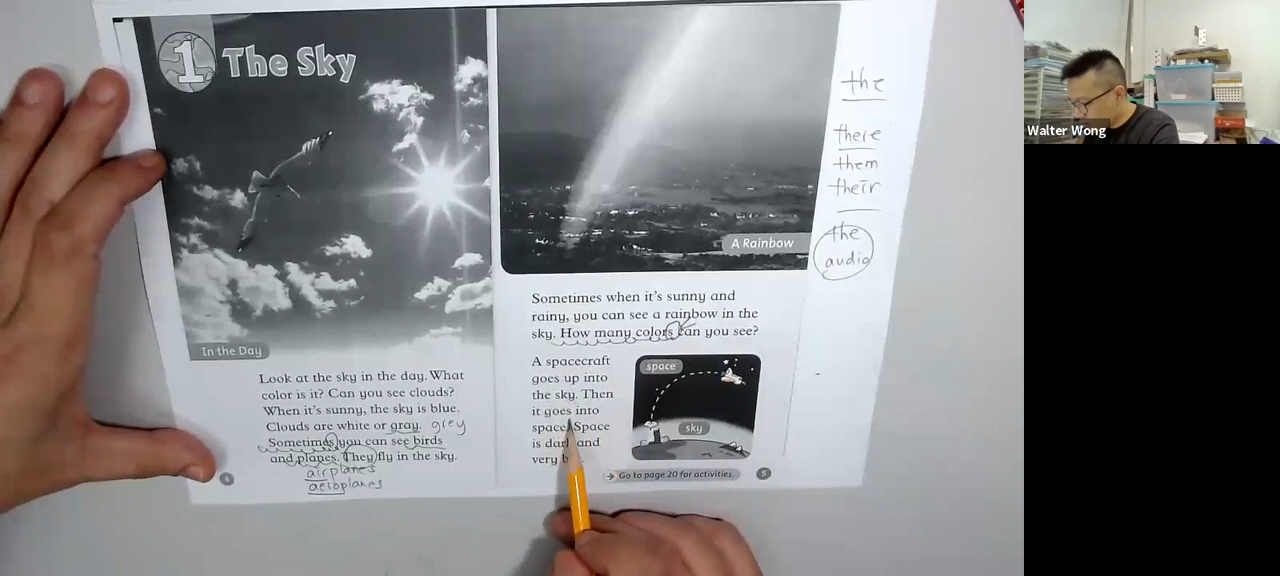 1 The Sky
In the Day
Look at the sky in the day. What
color is it? Can you see clouds?
When it's sunny, the sky is blue.
Clouds are white or gray. grey
Sometimes you can see birds
and planes. They fly in the sky.
airplanes
aeroplanes
4
A Rainbow
Sometimes when it's sunny and
rainy, you can see a rainbow in the
sky. How many colors can you see?
A spacecraft
goes up into
the sky. Then
it goes into
space. Space
is dark and
very
space
sky
→ Go to page 20 for activities.
5
the
there
them
their
the
audio
Walter Wong